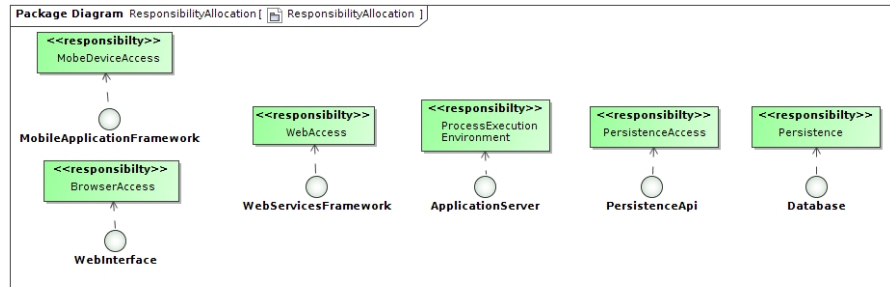 Package Diagram ResponsibilityAllocation [ ResponsibilityAllocation ]
<<responsibilty>>
MobeDeviceAccess
MobileApplicationFramework
<<responsibilty>>
BrowserAccess
WebInterface
<<responsibilty>>
WebAccess
WebServicesFramework
<<responsibilty>>
ProcessExecution
Environment
ApplicationServer
<<responsibilty>>
PersistenceAccess
PersistenceApi
<<responsibilty>>
Persistence
Database